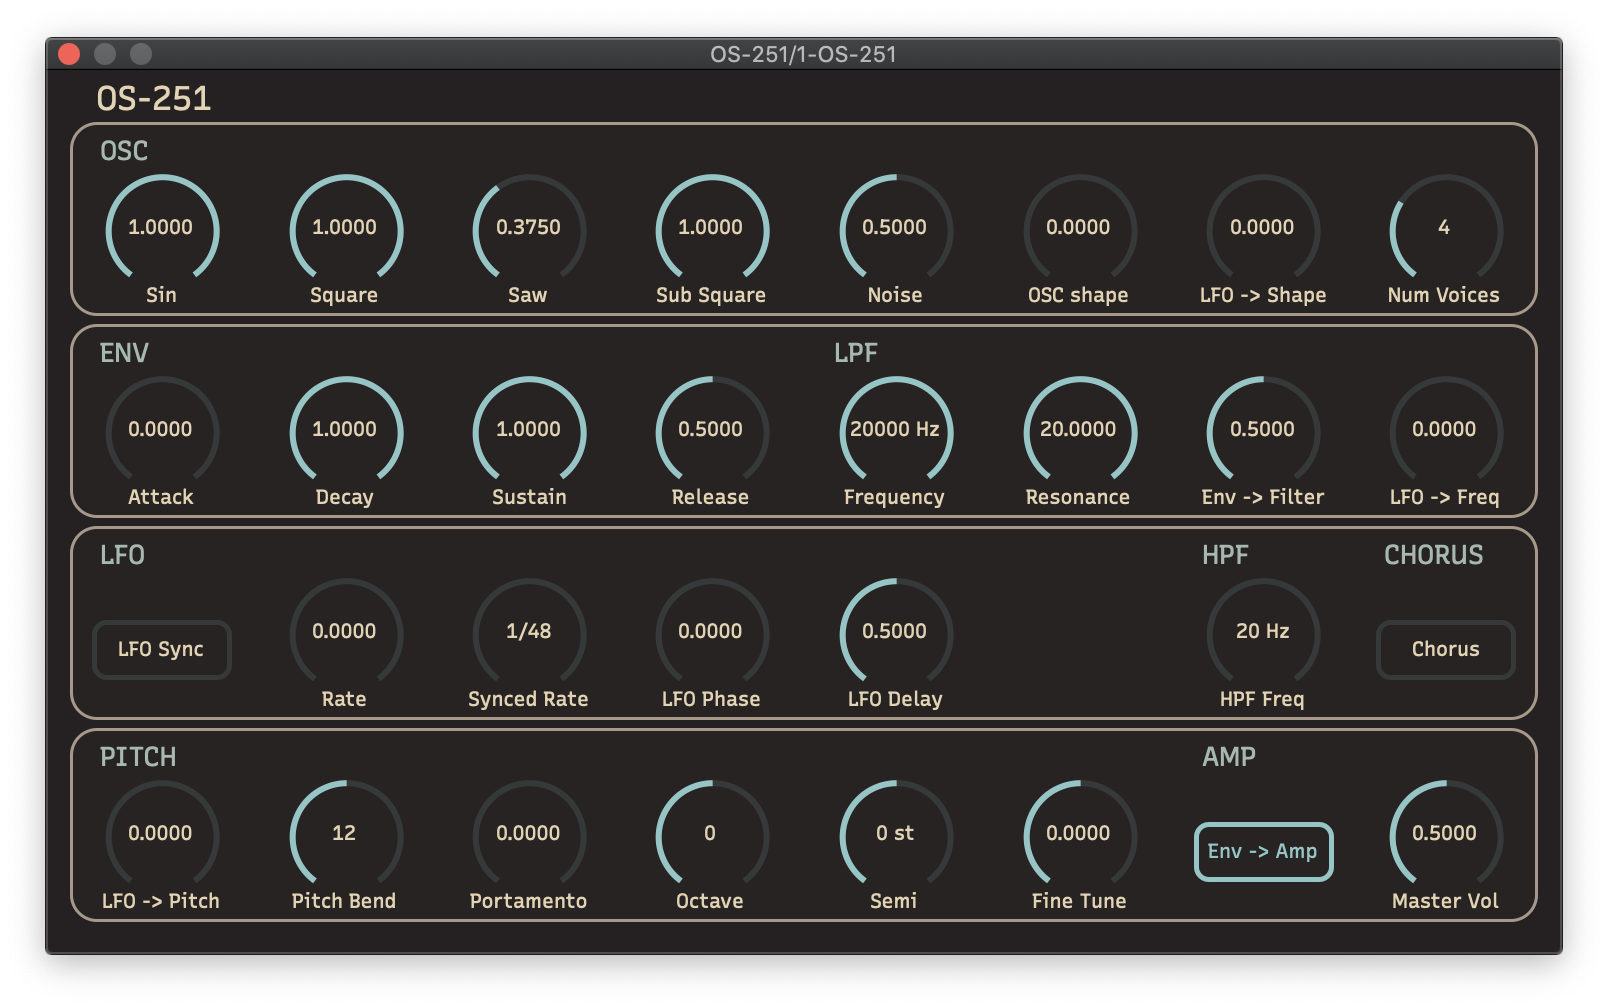 OS-251/1-OS-251
OS-251
OSC
1.0000 1.0000 0.3750 1.0000 0.5000 0.0000 0.0000 4
Sin Square Saw Sub Square Noise OSC shape LFO -> Shape Num Voices
ENV LPF
0.0000 1.0000 1.0000 0.5000 20000 Hz 20.0000 0.5000 0.0000
Attack Decay Sustain Release Frequency Resonance Env -> Filter LFO -> Freq
LFO HPF CHORUS
0.0000 1/48 0.0000 0.5000 20 Hz
LFO Sync Chorus
Rate Synced Rate LFO Phase LFO Delay HPF Freq
PITCH AMP
0.0000 12 0.0000 0 0 st 0.0000 0.5000
Env -> Amp
LFO -> Pitch Pitch Bend Portamento Octave Semi Fine Tune Master Vol